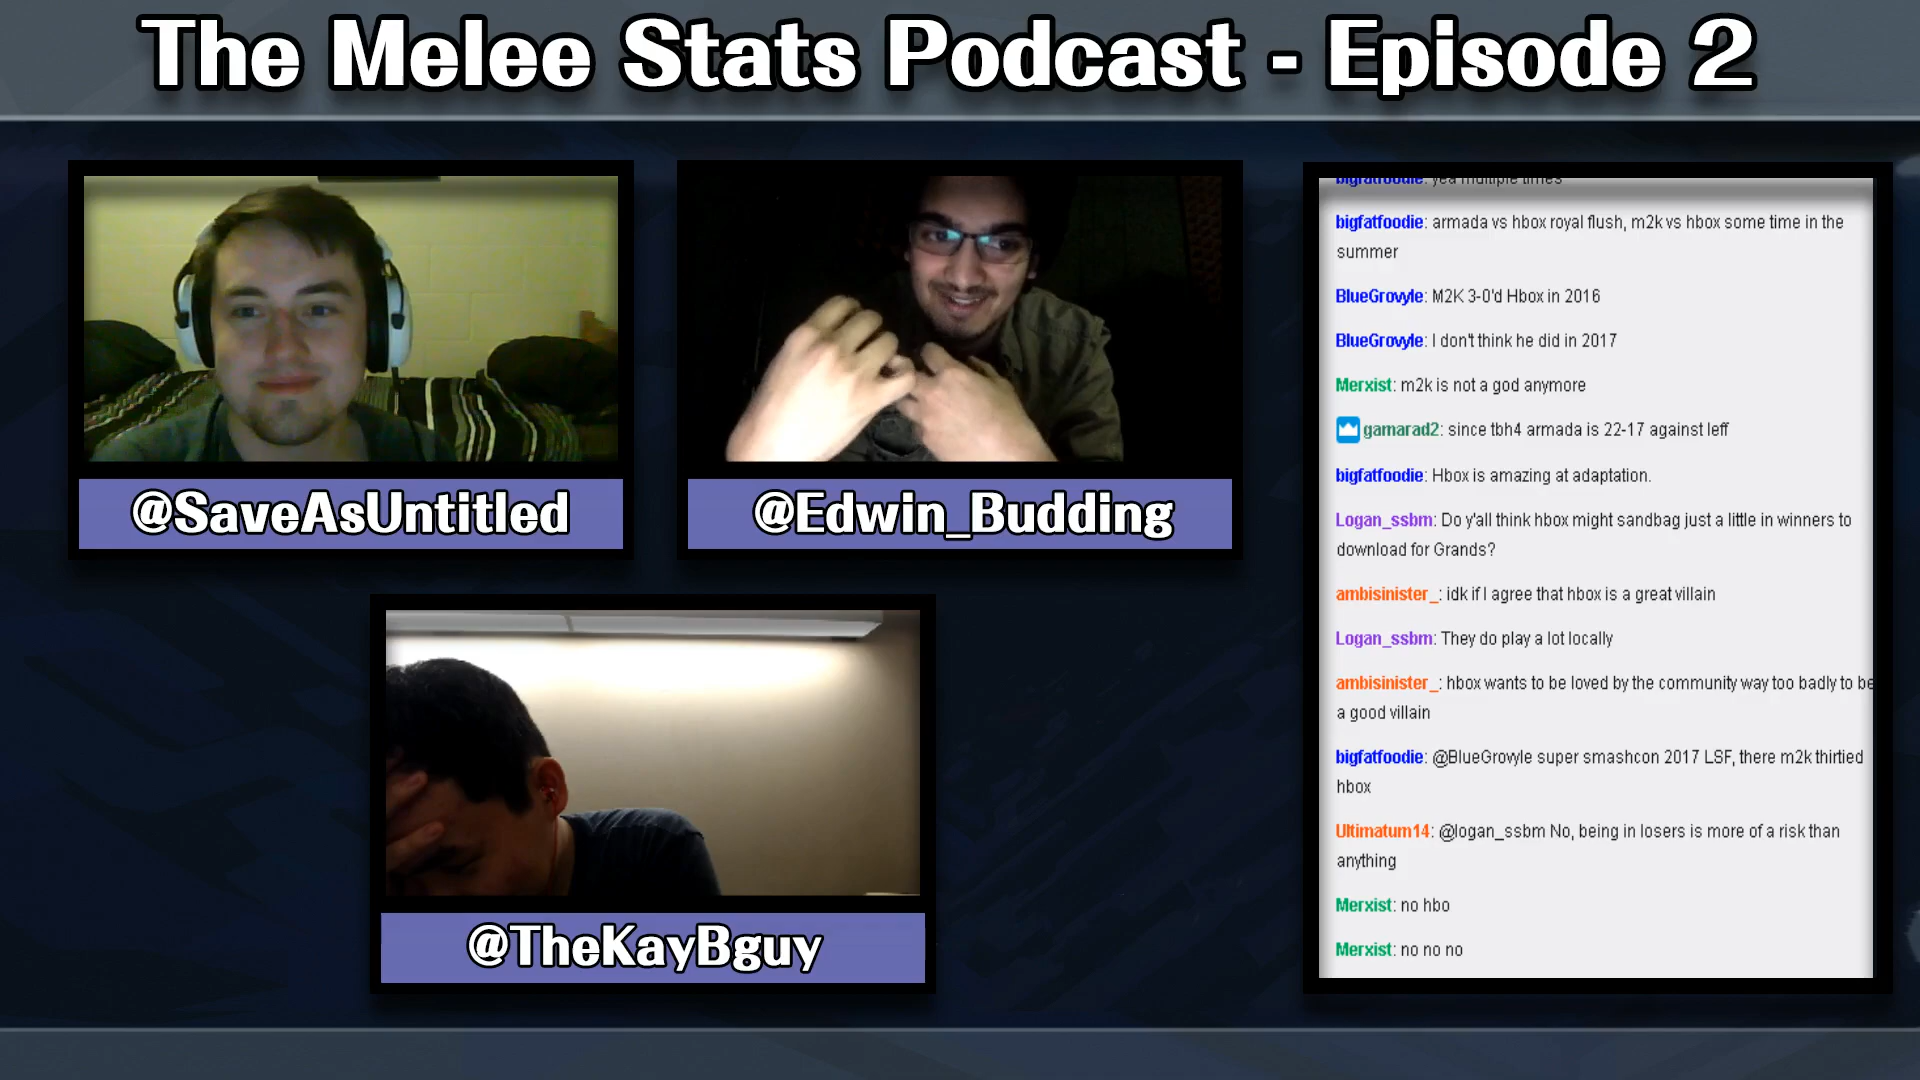 The Melee Stats Podcast - Episode 2
@SaveAsUntitled
@Edwin_Budding
@TheKayBguy
bigfatfoodie: yea multiple times
bigfatfoodie: armada vs hbox royal flush, m2k vs hbox some time in the
summer
BlueGrovyle: M2K 3-0'd Hbox in 2016
BlueGrovyle: I don't think he did in 2017
Merxist: m2k is not a god anymore
gamarad2: since tbh4 armada is 22-17 against leff
bigfatfoodie: Hbox is amazing at adaptation.
Logan_ssbm: Do y'all think hbox might sandbag just a little in winners to
download for Grands?
ambisinister_: idk if I agree that hbox is a great villain
Logan_ssbm: They do play a lot locally
ambisinister_: hbox wants to be loved by the community way too badly to be
a good villain
bigfatfoodie: @BlueGrovyle super smashcon 2017 LSF, there m2k thirtied
hbox
Ultimatum14: @logan_ssbm No, being in losers is more of a risk than
anything
Merxist: no hbo
Merxist: no no no